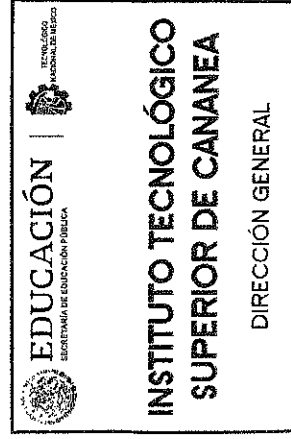 EDUCACIÓN
SECRETARÍA DE EDUCACIÓN PÚBLICA
TECNOLÓGICO
NACIONAL DE MÉXICO
INSTITUTO TECNOLÓGICO
SUPERIOR DE CANANEA
DIRECCIÓN GENERAL